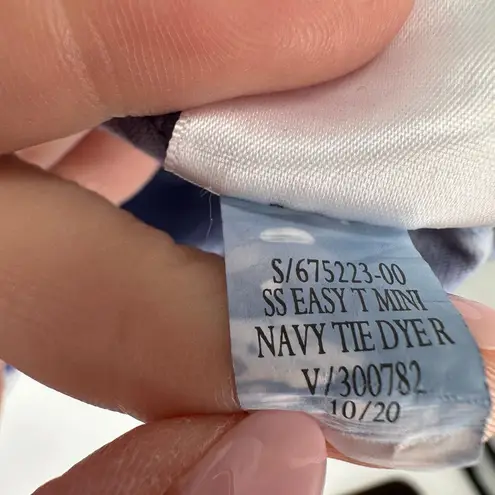 S/675223-00
SS EASY T MINI
NAVY TIE DYE R
V/300782
10/20